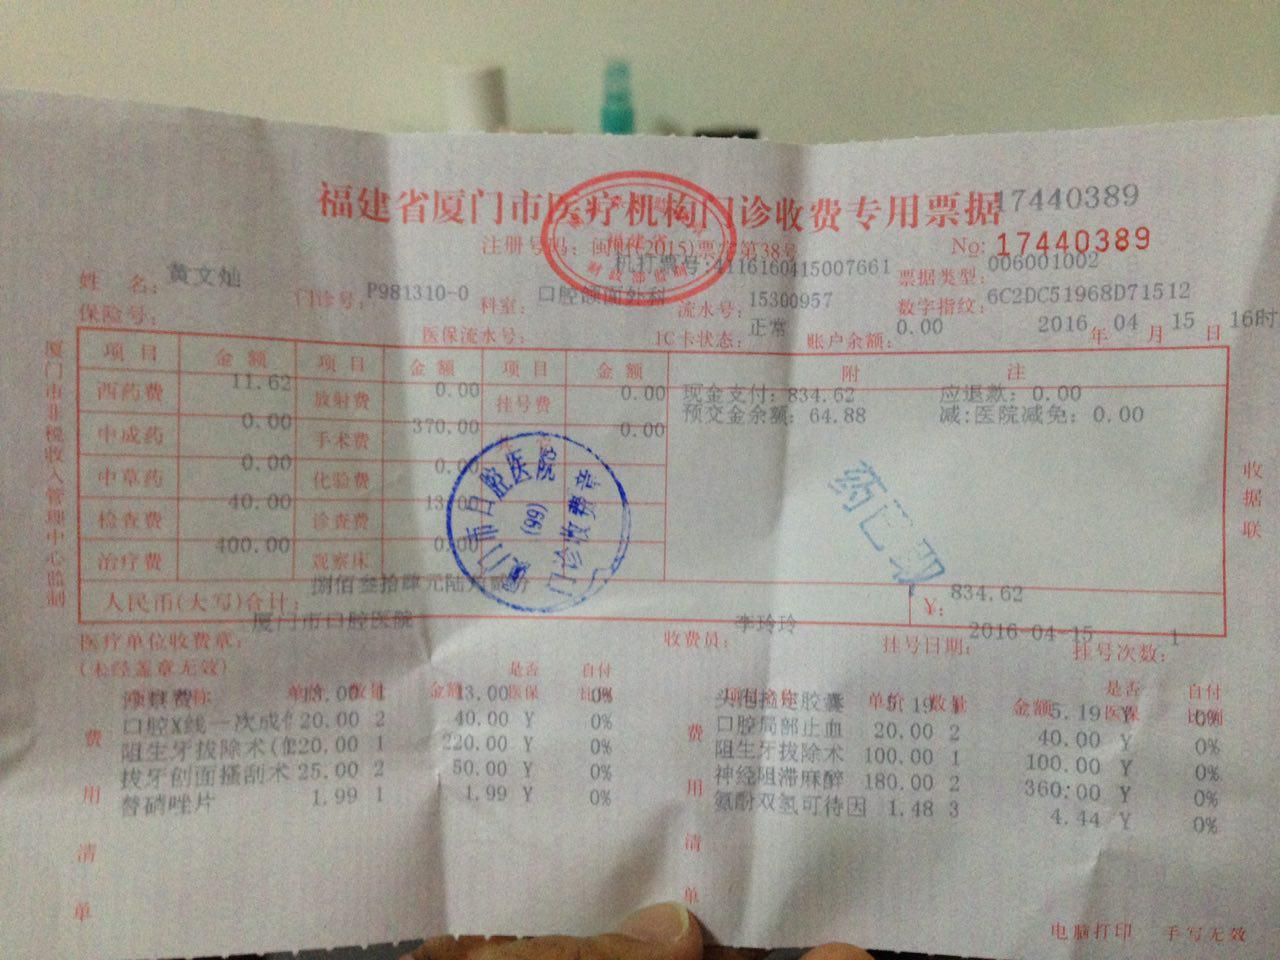 福建省厦门市医疗机构门诊收费专用票据
17440389
注册号码：闽财(2015)票字第38号
No: 17440389
机打票号:4116160415007661
票据类型: 006001002
姓名: 黄文灿
门诊号: P981310-0
科室: 口腔颌面外科
流水号: 15300957
数字指纹: 6C2DC51968D71512
保险号:
医保流水号:
IC卡状态: 正常
账户余额: 0.00
2016 年 04 月 15 日 16时
项目 金额 项目 金额 项目 金额 附 注
西药费 11.62 放射费 0.00 挂号费 0.00
现金支付: 834.62 应退款: 0.00
预交金余额: 64.88 减:医院减免: 0.00
中成药 0.00 手术费 370.00 0.00
中草药 0.00 化验费 0.00
检查费 40.00 诊查费 13.00
治疗费 400.00 观察床 0.00
厦门市口腔医院
(99)
门诊收费章
药已取
人民币(大写)合计: 捌佰叁拾肆元陆角贰分
¥: 834.62
医疗单位收费章: 厦门市口腔医院
(未经盖章无效)
收费员: 李玲玲
挂号日期: 2016-04-15
挂号次数: 1
单价 数量 金额 是否医保 自付比例
13.00 0%
口腔X线一次成 20.00 2 40.00 Y 0%
阻生牙拔除术( 220.00 1 220.00 Y 0%
拔牙创面搔刮术 25.00 2 50.00 Y 0%
替硝唑片 1.99 1 1.99 Y 0%
单价 数量 金额 是否医保 自付比例
胶囊 5.19 5.19 Y 0%
口腔局部止血 20.00 2 40.00 Y 0%
阻生牙拔除术 100.00 1 100.00 Y 0%
神经阻滞麻醉 180.00 2 360.00 Y 0%
氨酚双氢可待因 1.48 3 4.44 Y 0%
费用清单
费用清单
厦门市非税收入管理中心监制
收据联
电脑打印 手写无效